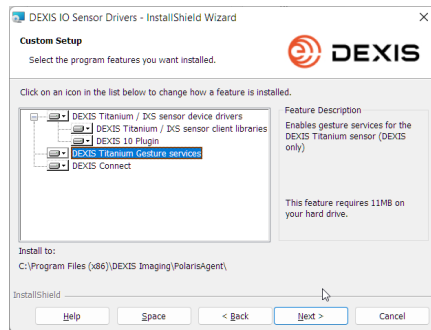 DEXIS IO Sensor Drivers - InstallShield Wizard
Custom Setup
Select the program features you want installed.
DEXIS
Click on an icon in the list below to change how a feature is installed.
DEXIS Titanium / IXS sensor device drivers
DEXIS Titanium / IXS sensor client libraries
DEXIS 10 Plugin
DEXIS Titanium Gesture services
DEXIS Connect
Feature Description
Enables gesture services for the
DEXIS Titanium sensor (DEXIS
only)
This feature requires 11MB on
your hard drive.
Install to:
C:\Program Files (x86)\DEXIS Imaging\PolarisAgent\
InstallShield
Help
Space
< Back
Next >
Cancel